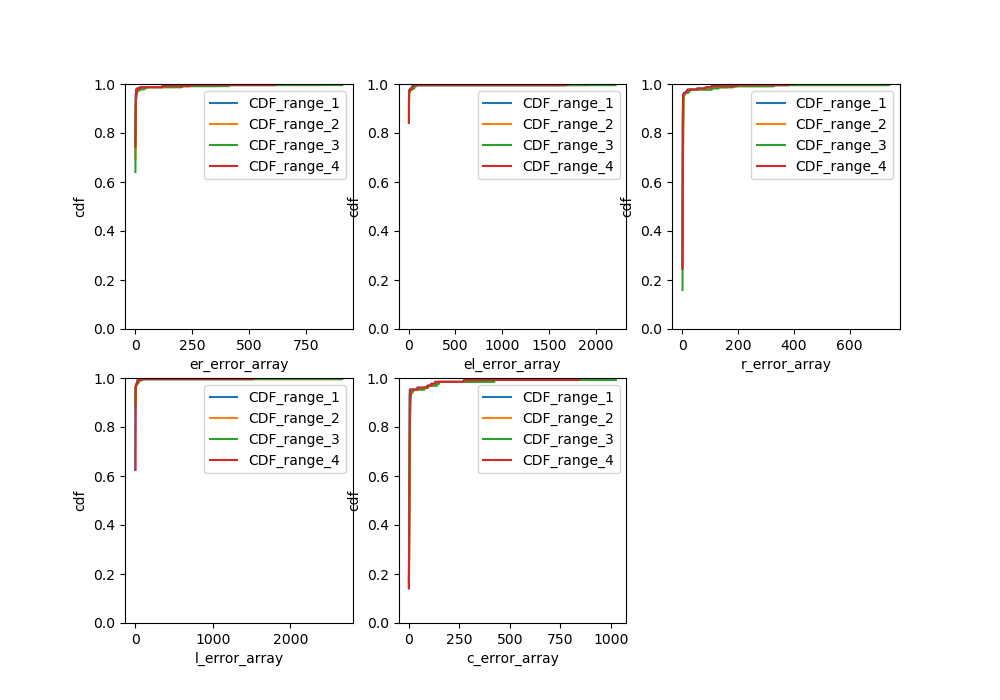 1.0
0.8
0.6
0.4
0.2
0.0
cdf
0 250 500 750
er_error_array
CDF_range_1
CDF_range_2
CDF_range_3
CDF_range_4
1.0
0.8
0.6
0.4
0.2
0.0
cdf
0 500 1000 1500 2000
el_error_array
CDF_range_1
CDF_range_2
CDF_range_3
CDF_range_4
1.0
0.8
0.6
0.4
0.2
0.0
cdf
0 200 400 600
r_error_array
CDF_range_1
CDF_range_2
CDF_range_3
CDF_range_4
1.0
0.8
0.6
0.4
0.2
0.0
cdf
0 1000 2000
l_error_array
CDF_range_1
CDF_range_2
CDF_range_3
CDF_range_4
1.0
0.8
0.6
0.4
0.2
0.0
cdf
0 250 500 750 1000
c_error_array
CDF_range_1
CDF_range_2
CDF_range_3
CDF_range_4